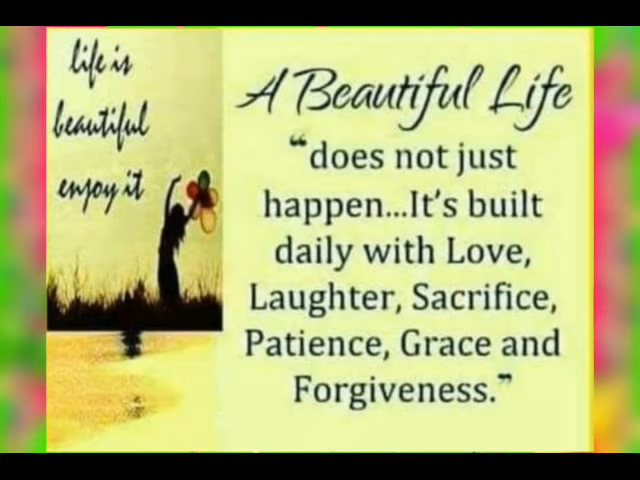 life is
beautiful
enjoy it
A Beautiful Life
“does not just
happen...It's built
daily with Love,
Laughter, Sacrifice,
Patience, Grace and
Forgiveness.”